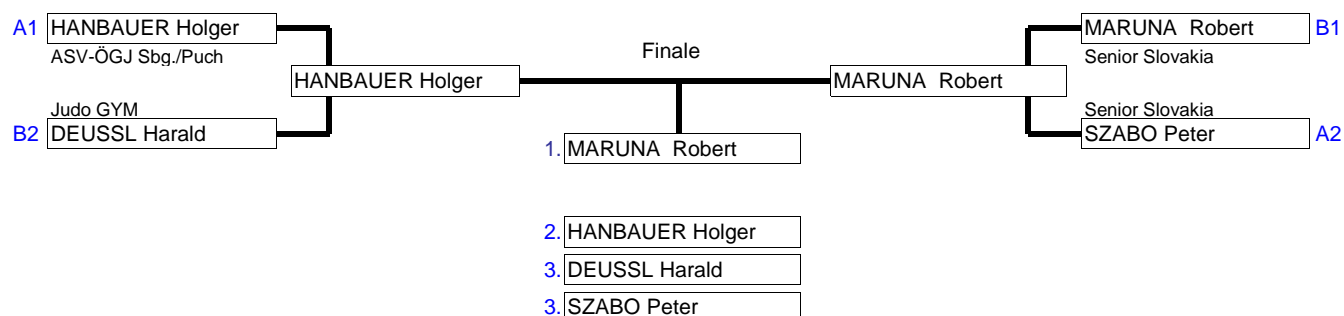 A1 HANBAUER Holger
ASV-ÖGJ Sbg./Puch
HANBAUER Holger
Judo GYM
B2 DEUSSL Harald
Finale
MARUNA Robert B1
Senior Slovakia
MARUNA Robert
Senior Slovakia
SZABO Peter A2
1. MARUNA Robert
2. HANBAUER Holger
3. DEUSSL Harald
3. SZABO Peter